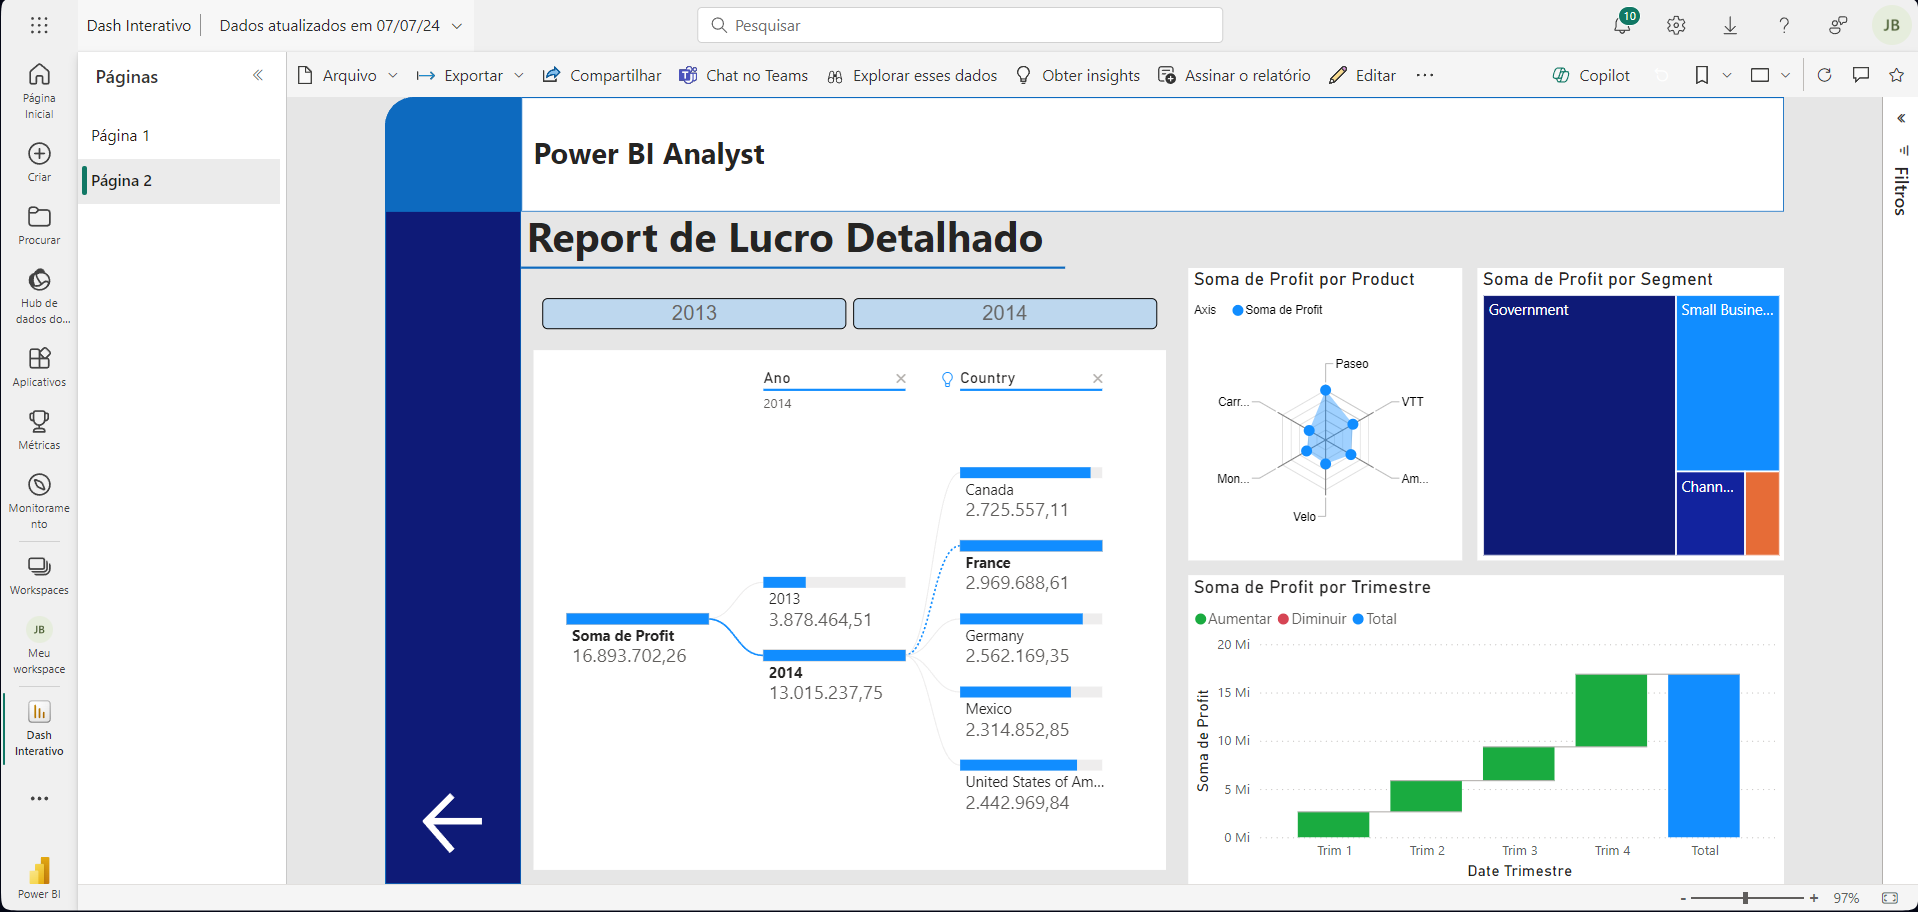 Dash Interativo
Dados atualizados em 07/07/24
Pesquisar
10
JB
Página Inicial
Criar
Procurar
Hub de dados do...
Aplicativos
Métricas
Monitoramento
Workspaces
JB
Meu workspace
Dash Interativo
Power BI
Páginas
Página 1
Página 2
Arquivo
Exportar
Compartilhar
Chat no Teams
Explorar esses dados
Obter insights
Assinar o relatório
Editar
Copilot
Filtros
Power BI Analyst
Report de Lucro Detalhado
2013
2014
Ano
2014
Country
Soma de Profit
16.893.702,26
2013
3.878.464,51
2014
13.015.237,75
Canada
2.725.557,11
France
2.969.688,61
Germany
2.562.169,35
Mexico
2.314.852,85
United States of Am...
2.442.969,84
Soma de Profit por Product
Axis
Soma de Profit
Paseo
VTT
Am...
Velo
Mon...
Carr...
Soma de Profit por Segment
Government
Small Busine...
Chann...
Soma de Profit por Trimestre
Aumentar
Diminuir
Total
Soma de Profit
20 Mi
15 Mi
10 Mi
5 Mi
0 Mi
Trim 1
Trim 2
Trim 3
Trim 4
Total
Date Trimestre
- + 97%